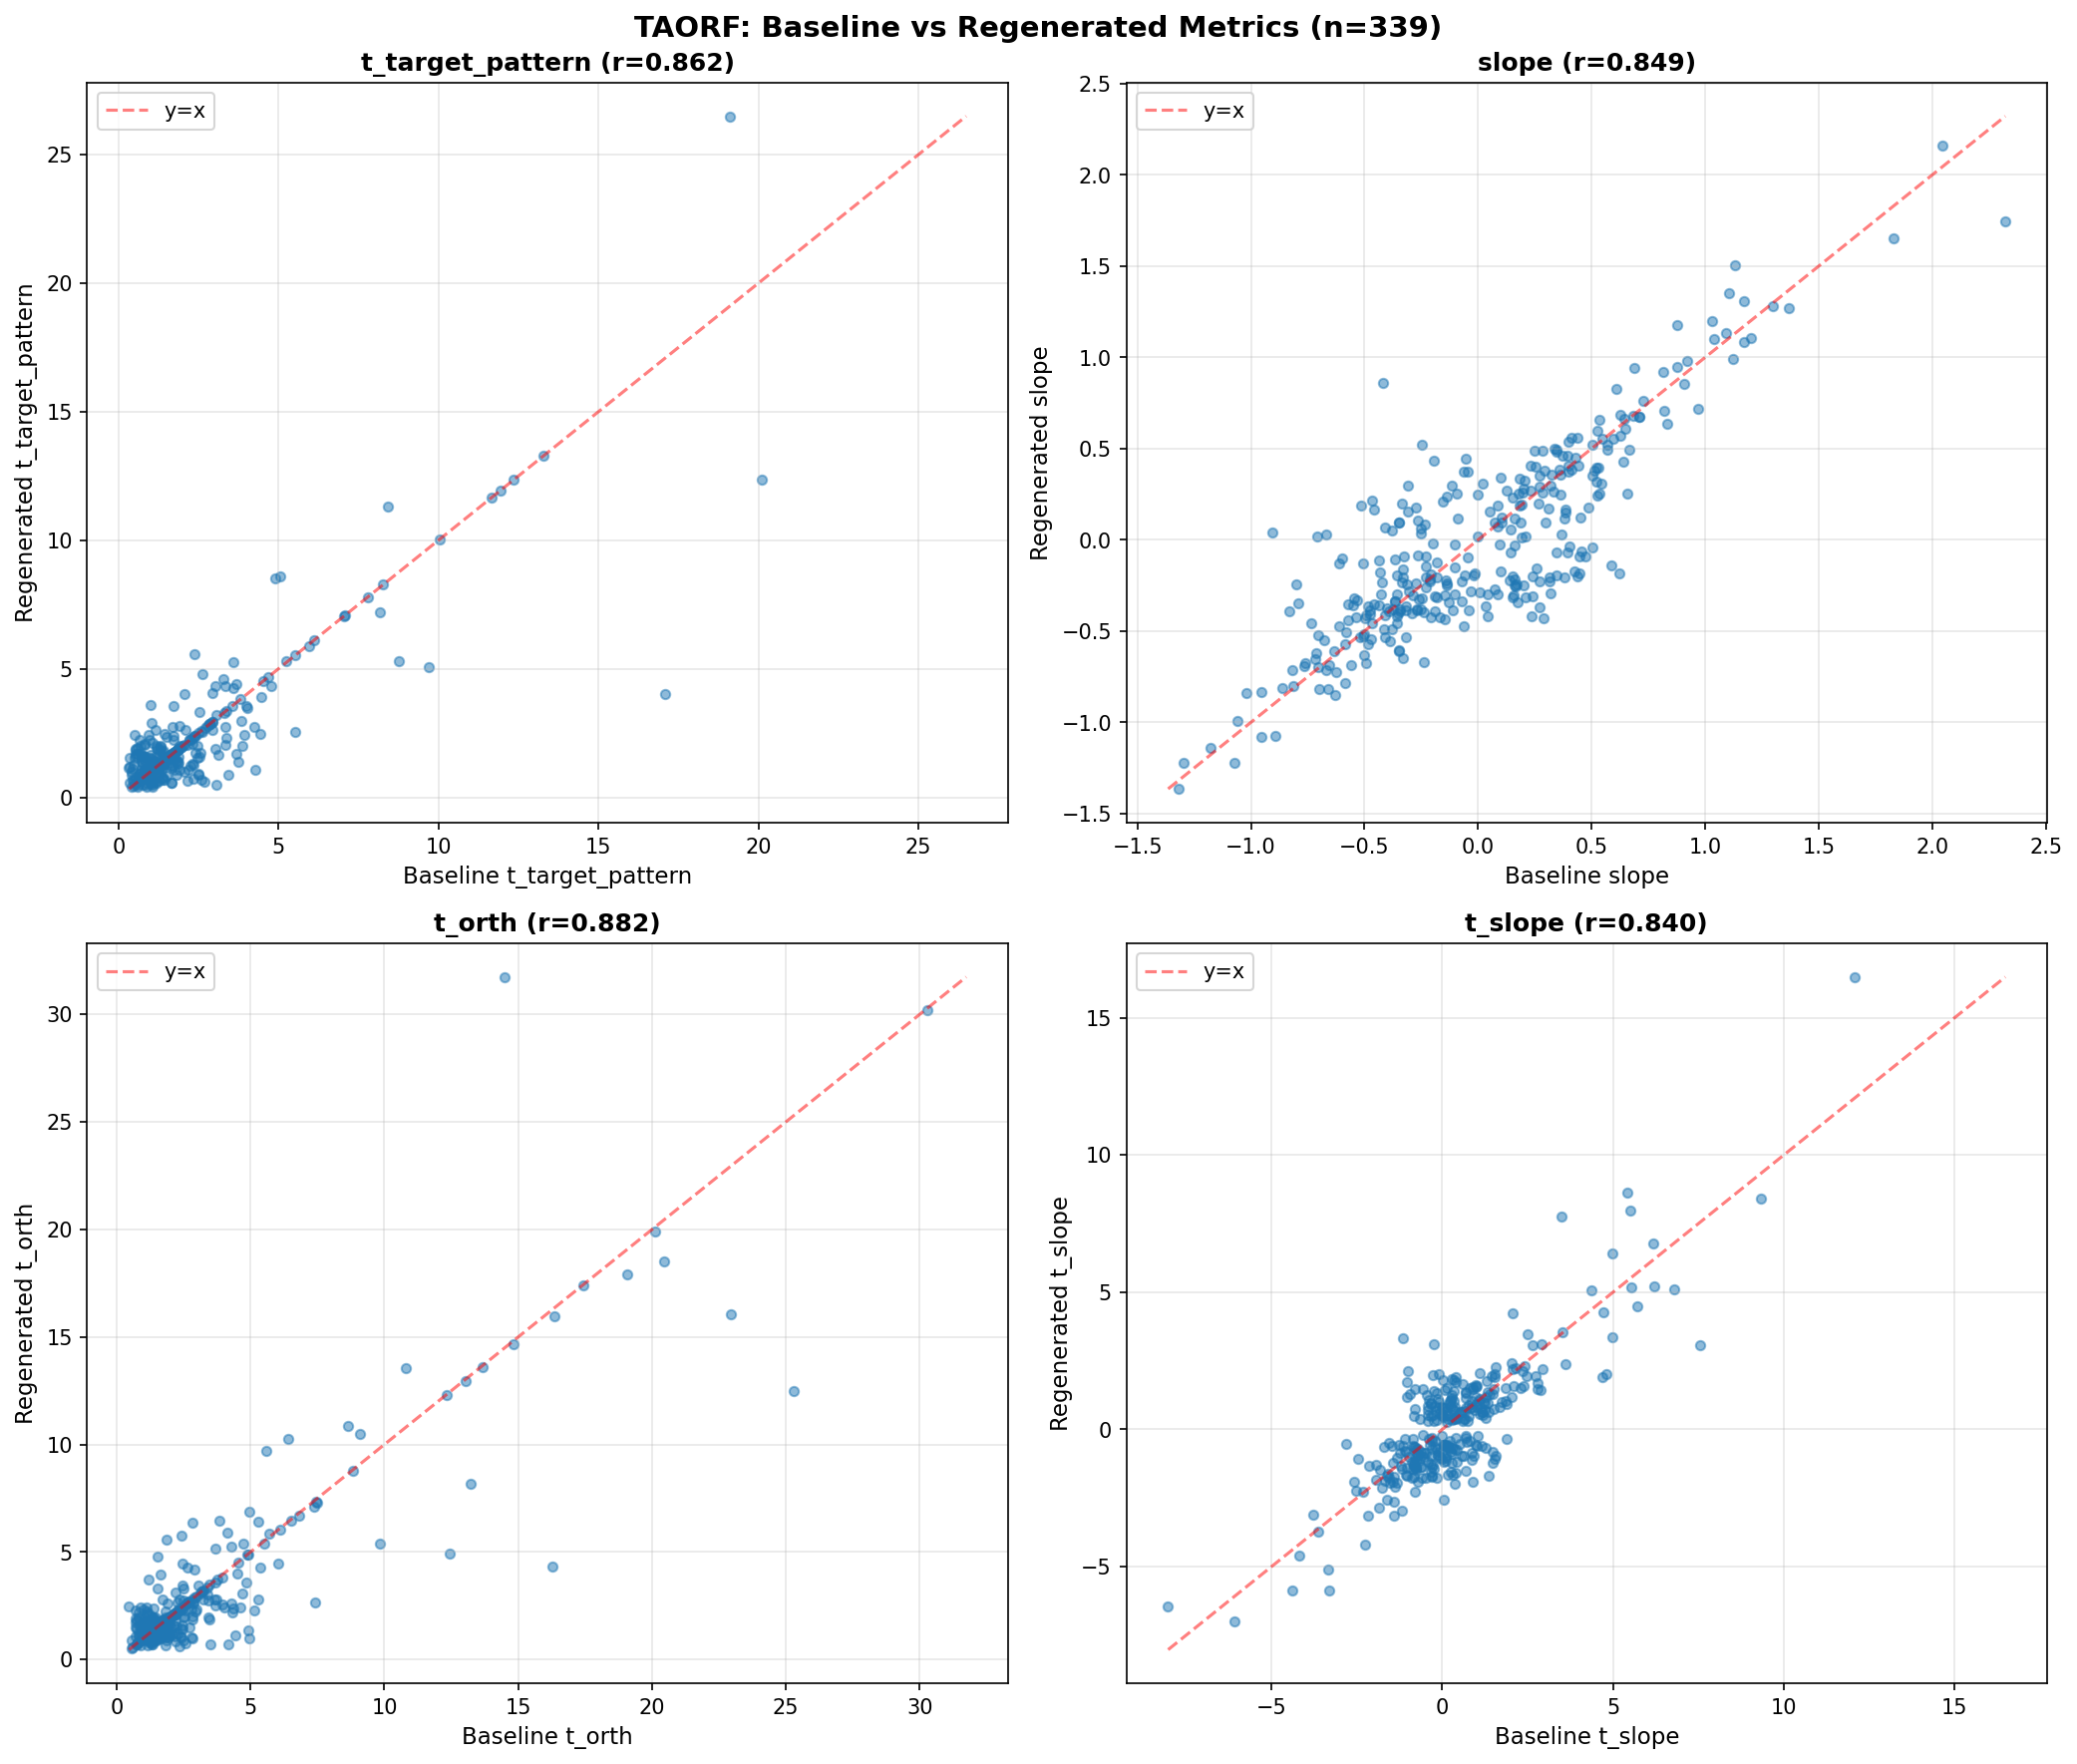 TAORF: Baseline vs Regenerated Metrics (n=339)
t_target_pattern (r=0.862)
y=x
25
20
15
10
5
0
Regenerated t_target_pattern
0 5 10 15 20 25
Baseline t_target_pattern
slope (r=0.849)
y=x
2.5
2.0
1.5
1.0
0.5
0.0
−0.5
−1.0
−1.5
Regenerated slope
−1.5 −1.0 −0.5 0.0 0.5 1.0 1.5 2.0 2.5
Baseline slope
t_orth (r=0.882)
y=x
30
25
20
15
10
5
0
Regenerated t_orth
0 5 10 15 20 25 30
Baseline t_orth
t_slope (r=0.840)
y=x
15
10
5
0
−5
Regenerated t_slope
−5 0 5 10 15
Baseline t_slope